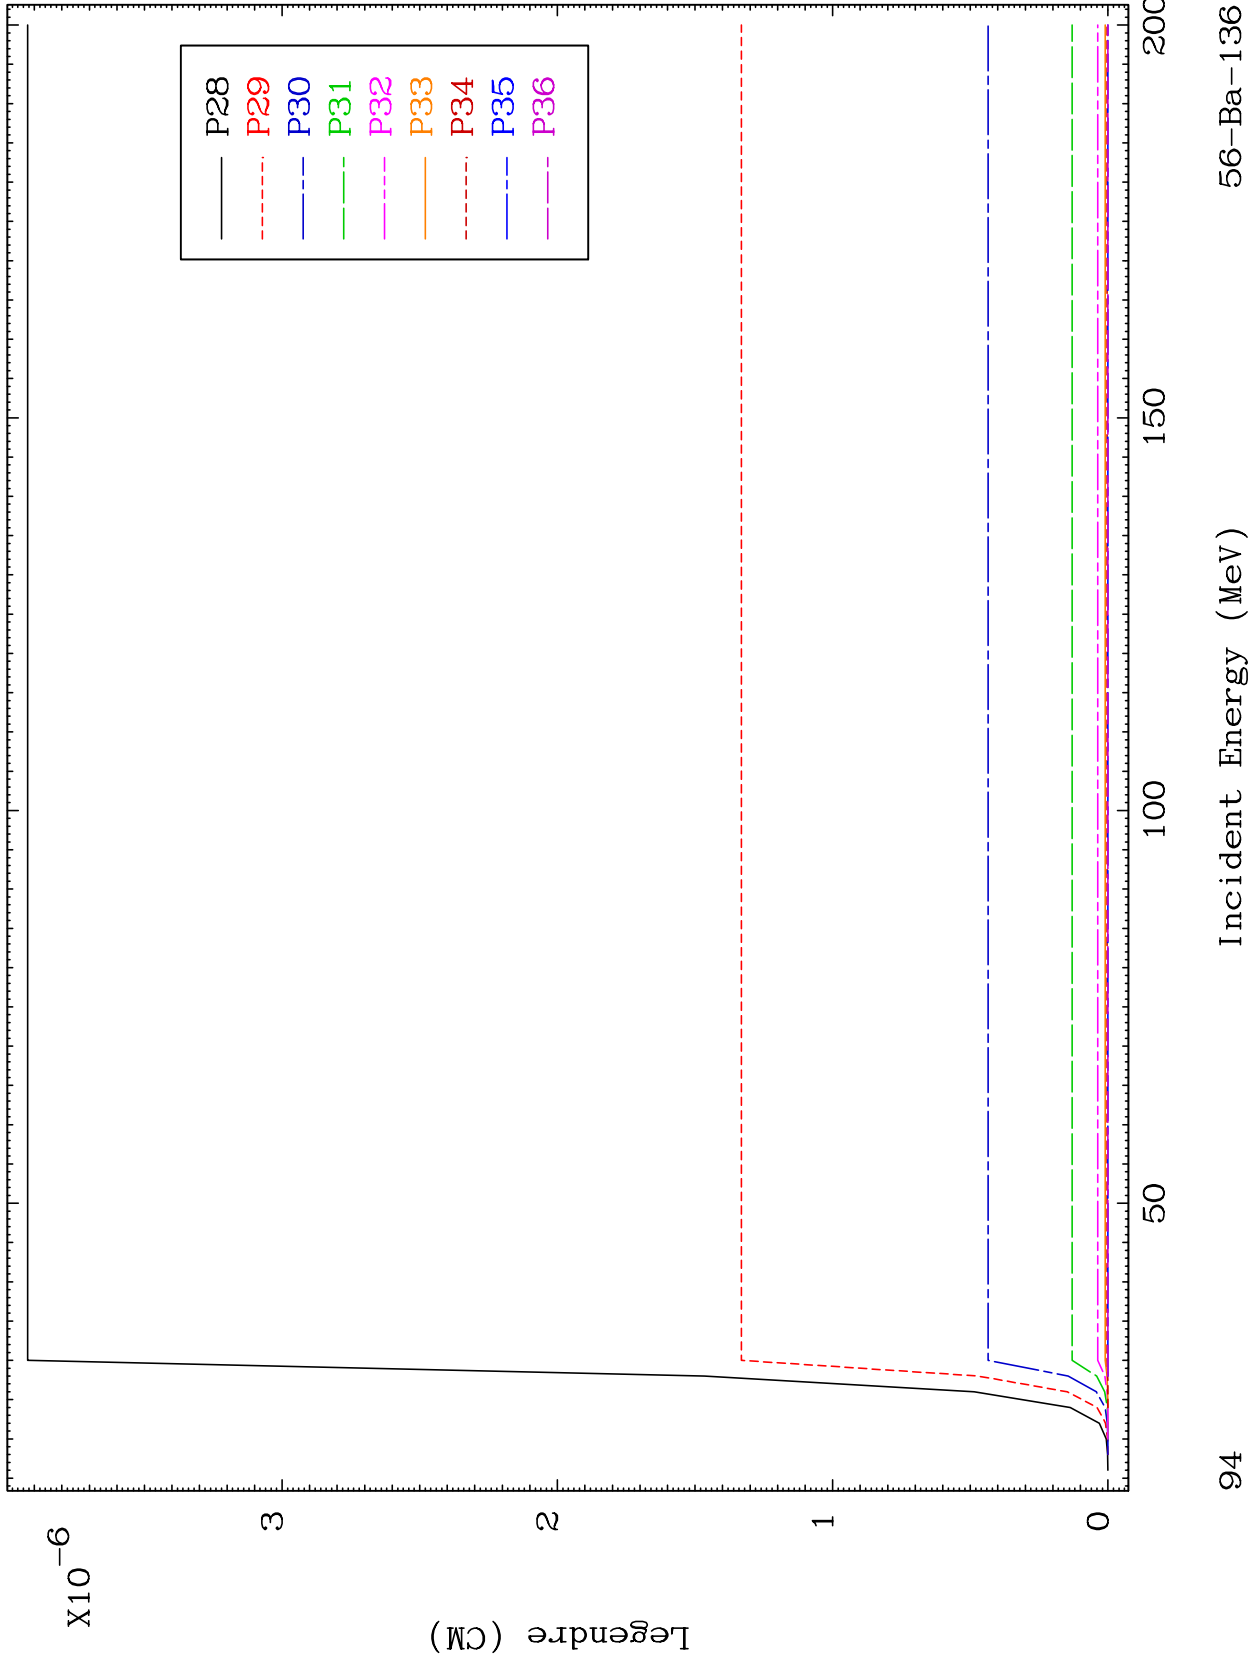 X10⁻⁶
Legendre (CM)
3
2
1
0
P28
P29
P30
P31
P32
P33
P34
P35
P36
50
100
150
200
Incident Energy (MeV)
94
56-Ba-136